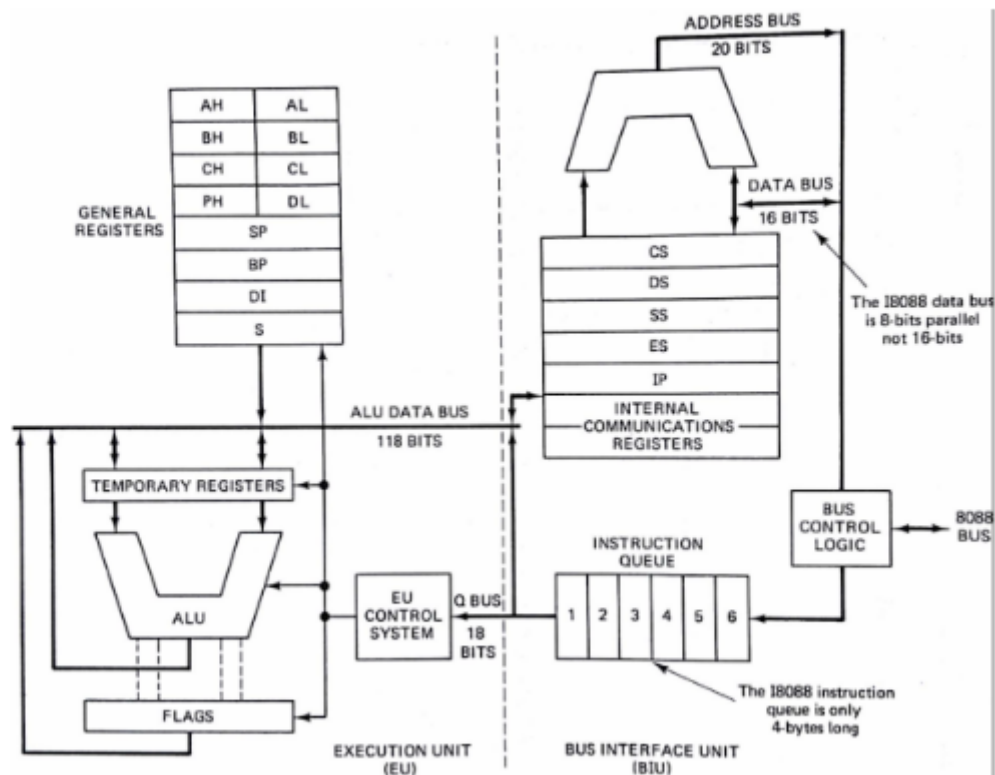 ADDRESS BUS
20 BITS
AH AL
BH BL
CH CL
PH DL
SP
BP
DI
S
GENERAL
REGISTERS
DATA BUS
16 BITS
CS
DS
SS
ES
IP
INTERNAL
COMMUNICATIONS
REGISTERS
The I8088 data bus
is 8-bits parallel
not 16-bits
ALU DATA BUS
118 BITS
TEMPORARY REGISTERS
ALU
FLAGS
EU
CONTROL
SYSTEM
Q BUS
18
BITS
INSTRUCTION
QUEUE
1 2 3 4 5 6
BUS
CONTROL
LOGIC
8088
BUS
The I8088 instruction
queue is only
4-bytes long
EXECUTION UNIT
(EU)
BUS INTERFACE UNIT
(BIU)